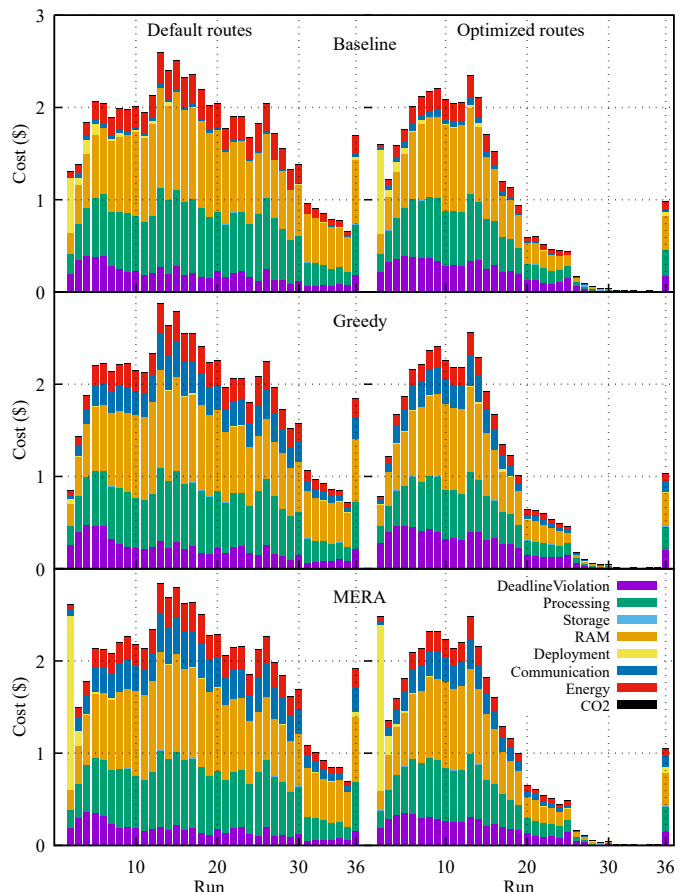 Default routes
Optimized routes
Baseline
3
2
1
0
Cost ($)
Greedy
2
1
0
Cost ($)
MERA
DeadlineViolation
Processing
Storage
RAM
Deployment
Communication
Energy
CO2
2
1
0
Cost ($)
10 20 30 36 10 20 30 36
Run Run